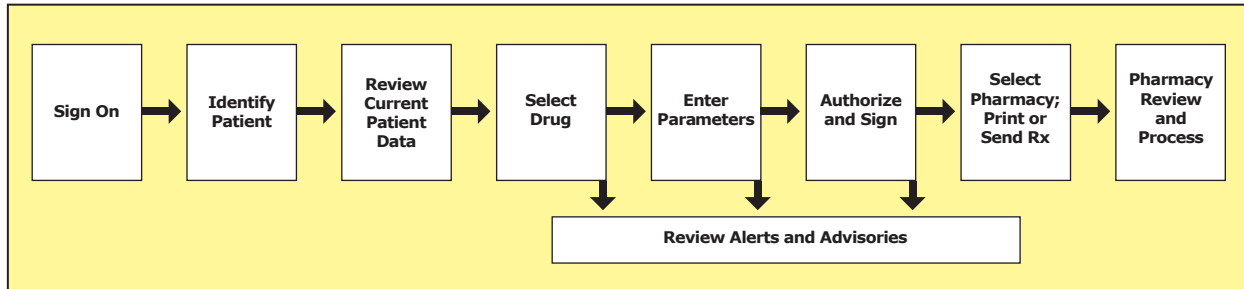 Sign On
Identify
Patient
Review
Current
Patient
Data
Select
Drug
Enter
Parameters
Authorize
and Sign
Select
Pharmacy;
Print or
Send Rx
Pharmacy
Review
and
Process
Review Alerts and Advisories